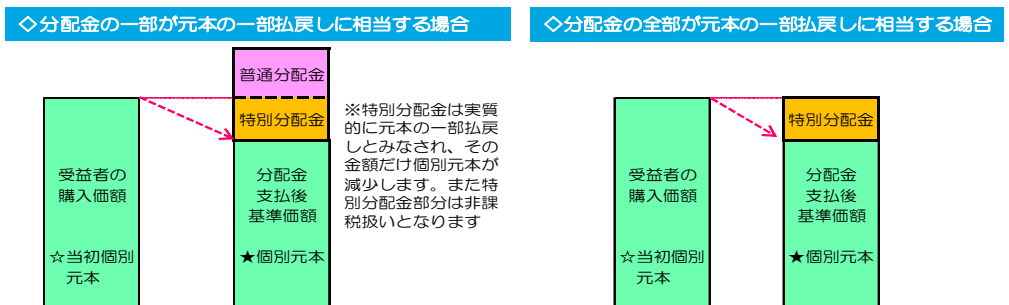 ◇分配金の一部が元本の一部払戻しに相当する場合
普通分配金
特別分配金
受益者の
購入価額
☆当初個別
元本
分配金
支払後
基準価額
★個別元本
※特別分配金は実質
的に元本の一部払戻
しとみなされ、その
金額だけ個別元本が
減少します。また特
別分配金部分は非課
税扱いとなります
◇分配金の全部が元本の一部払戻しに相当する場合
特別分配金
受益者の
購入価額
☆当初個別
元本
分配金
支払後
基準価額
★個別元本